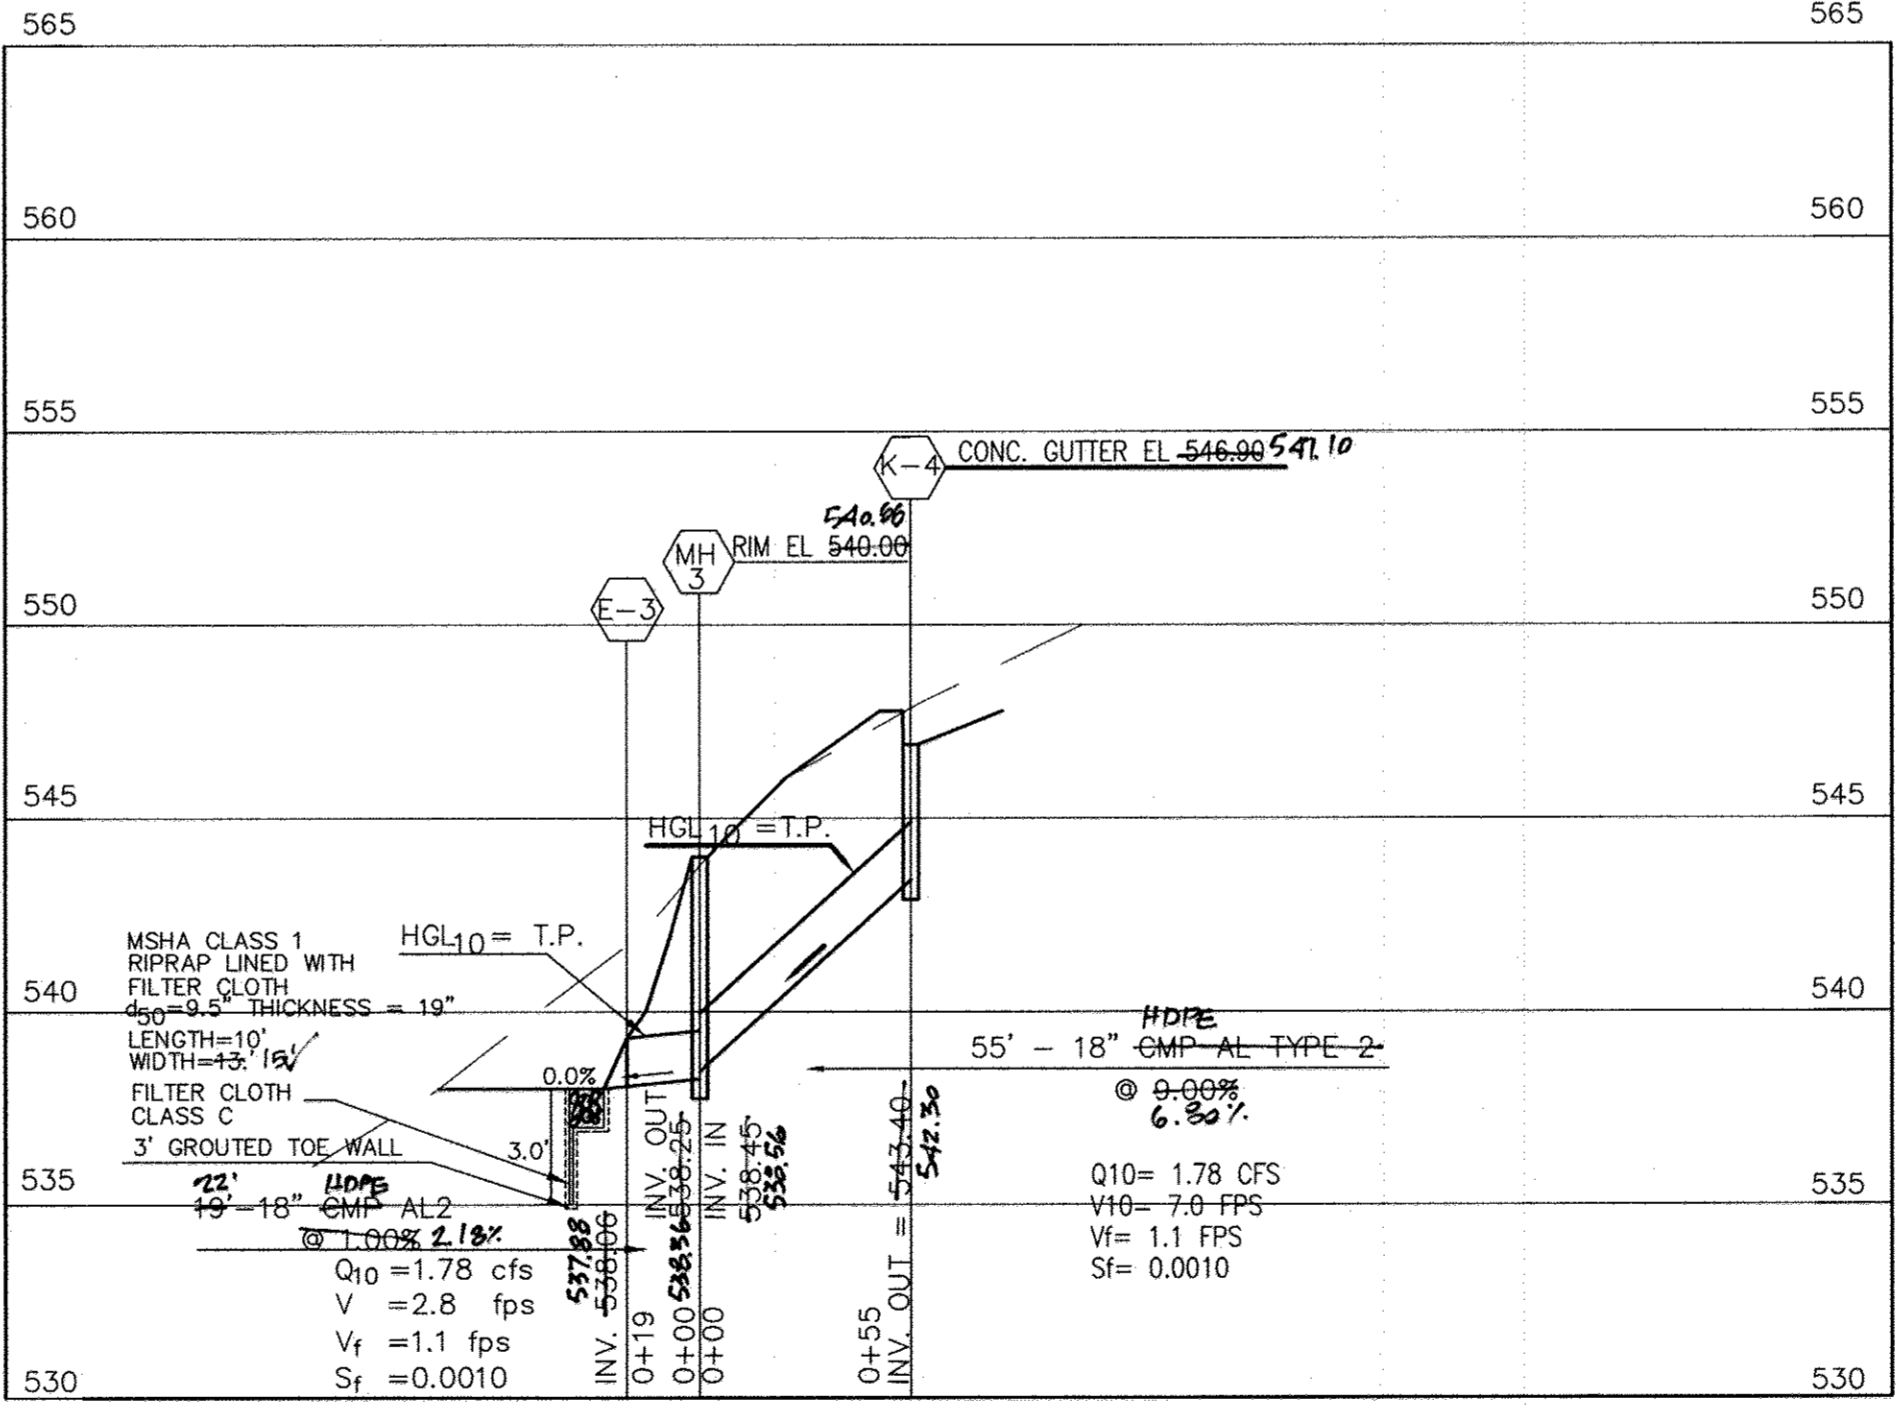 565
565
560
560
555
555
K-4
CONC. GUTTER EL 546.90 547.10
540.66
MH
3
RIM EL 540.00
E-3
550
550
545
545
HGL10 = T.P.
MSHA CLASS 1
RIPRAP LINED WITH
FILTER CLOTH
d50=9.5" THICKNESS = 19"
LENGTH=10'
WIDTH=13.' 15'
FILTER CLOTH
CLASS C
3' GROUTED TOE WALL
HGL10 = T.P.
540
540
0.0%
3.0'
HDPE
55' - 18" CMP AL TYPE 2
@ 9.00%
6.80%
535
535
22' HDPE
19'-18" CMP AL2
@ 1.00% 2.18%
Q10 =1.78 cfs
V =2.8 fps
Vf =1.1 fps
Sf =0.0010
537.88
INV. 538.06
0+19
INV. OUT
538.25
0+00 538.36
INV. IN
0+00
538.45
538.56
0+55
INV. OUT = 543.40
542.30
Q10= 1.78 CFS
V10= 7.0 FPS
Vf= 1.1 FPS
Sf= 0.0010
530
530